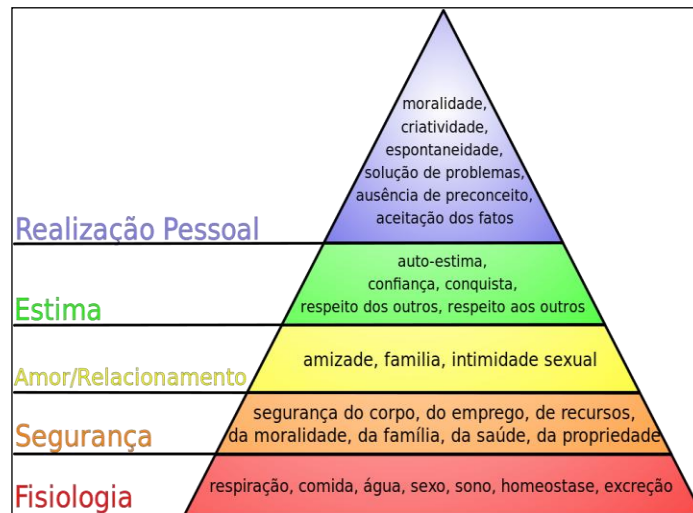 moralidade,
criatividade,
espontaneidade,
solução de problemas,
ausência de preconceito,
aceitação dos fatos
Realização Pessoal
auto-estima,
confiança, conquista,
respeito dos outros, respeito aos outros
Estima
amizade, familia, intimidade sexual
Amor/Relacionamento
segurança do corpo, do emprego, de recursos,
da moralidade, da família, da saúde, da propriedade
Segurança
respiração, comida, água, sexo, sono, homeostase, excreção
Fisiologia